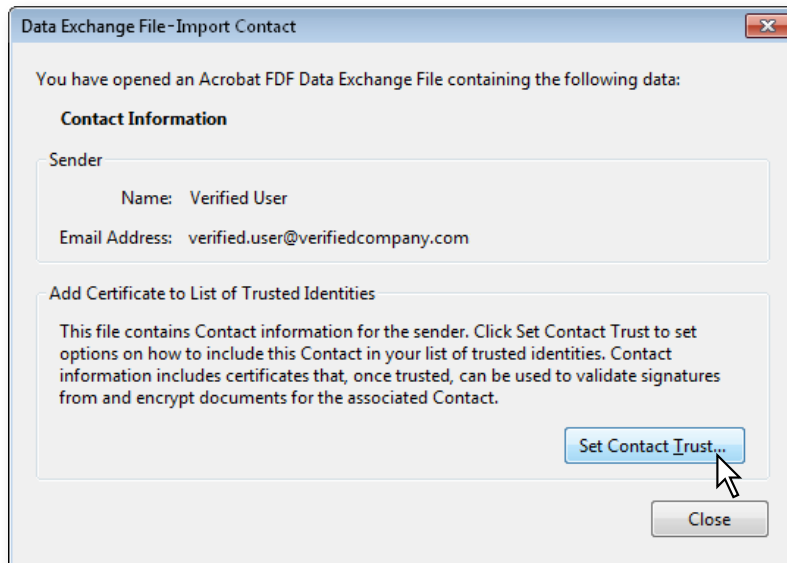 Data Exchange File-Import Contact
You have opened an Acrobat FDF Data Exchange File containing the following data:
Contact Information
Sender
Name: Verified User
Email Address: verified.user@verifiedcompany.com
Add Certificate to List of Trusted Identities
This file contains Contact information for the sender. Click Set Contact Trust to set
options on how to include this Contact in your list of trusted identities. Contact
information includes certificates that, once trusted, can be used to validate signatures
from and encrypt documents for the associated Contact.
Set Contact Trust...
Close